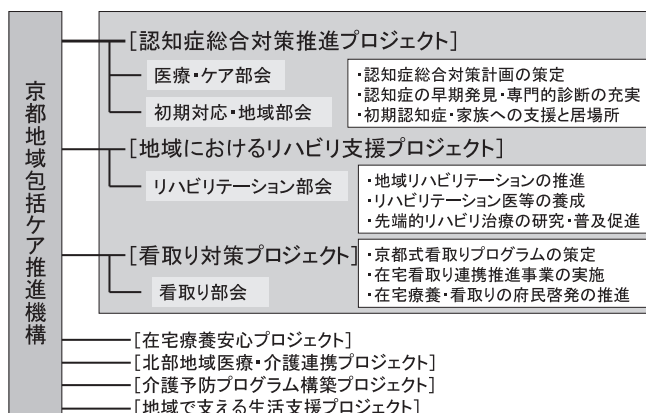 京都地域包括ケア推進機構
[認知症総合対策推進プロジェクト]
医療・ケア部会
初期対応・地域部会
・認知症総合対策計画の策定
・認知症の早期発見・専門的診断の充実
・初期認知症・家族への支援と居場所
[地域におけるリハビリ支援プロジェクト]
リハビリテーション部会
・地域リハビリテーションの推進
・リハビリテーション医等の養成
・先端的リハビリ治療の研究・普及促進
[看取り対策プロジェクト]
看取り部会
・京都式看取りプログラムの策定
・在宅看取り連携推進事業の実施
・在宅療養・看取りの府民啓発の推進
[在宅療養安心プロジェクト]
[北部地域医療・介護連携プロジェクト]
[介護予防プログラム構築プロジェクト]
[地域で支える生活支援プロジェクト]